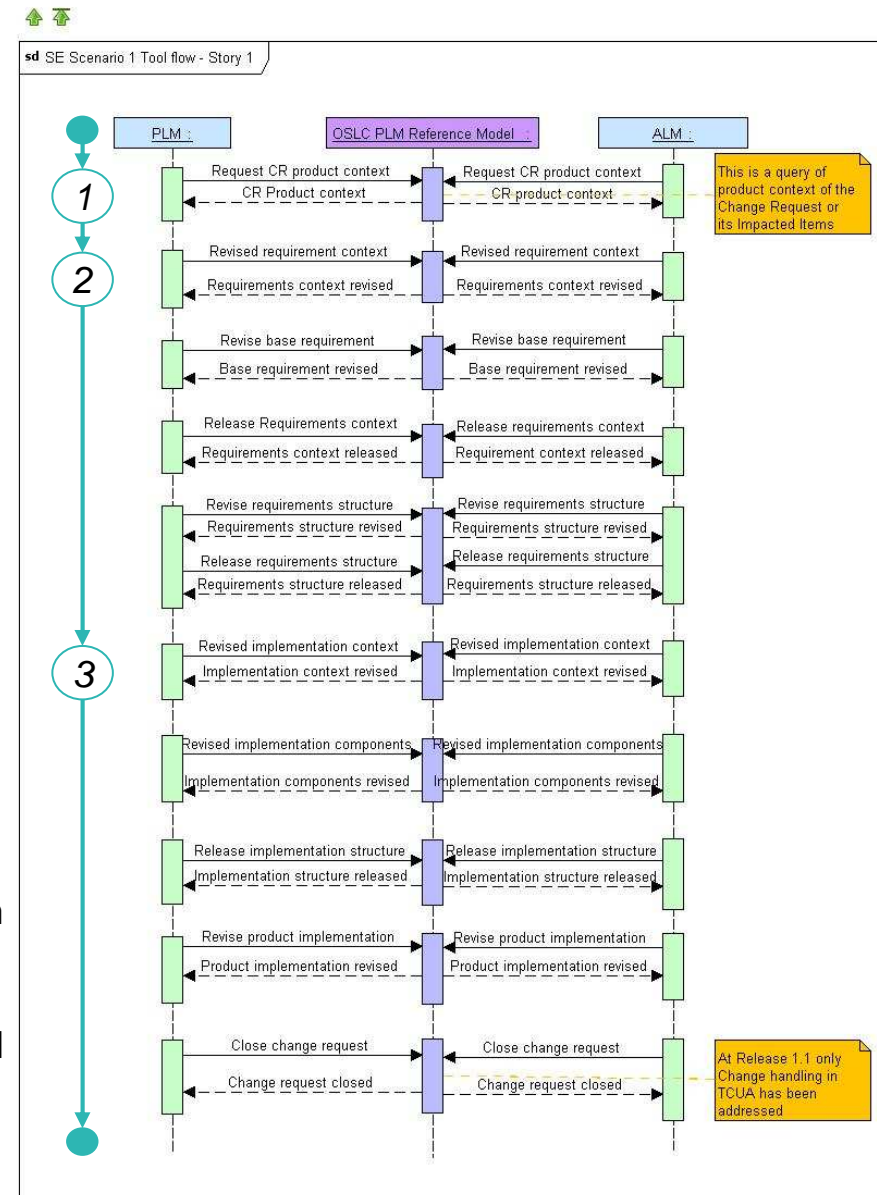 sd SE Scenario 1 Tool flow - Story 1
PLM :
OSLC PLM Reference Model :
ALM :
Request CR product context
Request CR product context
CR Product context
CR product context
This is a query of
product context of the
Change Request or
its Impacted Items
1
Revised requirement context
Revised requirement context
2
Requirements context revised
Requirements context revised
Revise base requirement
Revise base requirement
Base requirement revised
Base requirement revised
Release Requirements context
Release requirements context
Requirements context released
Requirement context released
Revise requirements structure
Revise requirements structure
Requirements structure revised
Requirements structure revised
Release requirements structure
Release requirements structure
Requirements structure released
Requirements structure released
Revised implementation context
Revised implementation context
3
Implementation context revised
Implementation context revised
Revised implementation components
Revised implementation components
Implementation components revised
Implementation components revised
Release implementation structure
Release implementation structure
Implementation structure released
Implementation structure released
Revise product implementation
Revise product implementation
Product implementation revised
Product implementation revised
Close change request
Close change request
Change request closed
Change request closed
At Release 1.1 only
Change handling in
TCUA has been
addressed